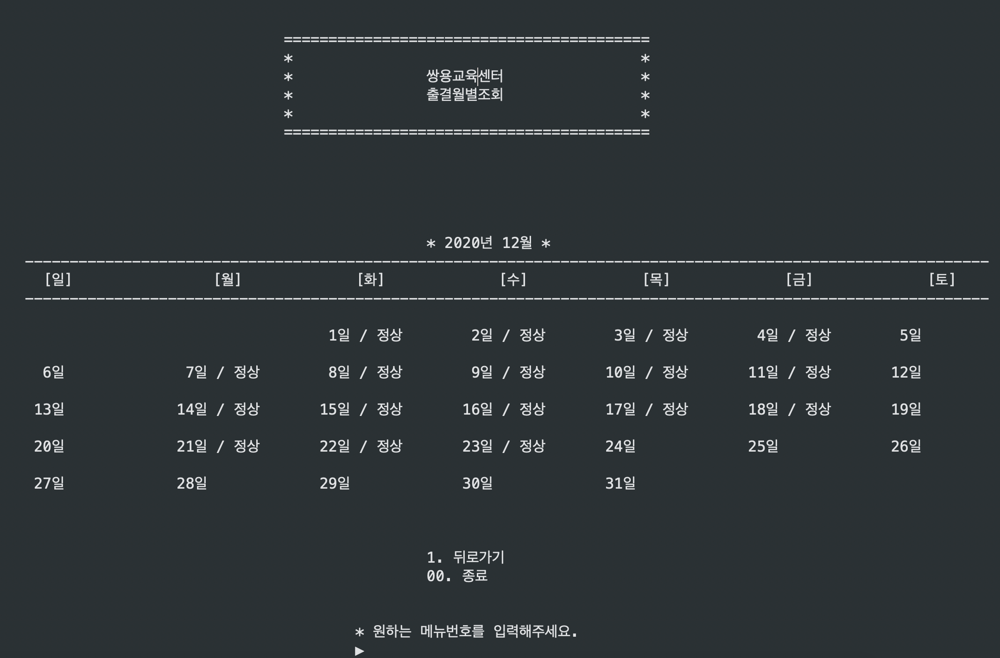 =========================================
* *
* 쌍용교육센터 *
* 출결월별조회 *
* *
=========================================
* 2020년 12월 *
------------------------------------------------------------------------------------------------------------
[일] [월] [화] [수] [목] [금] [토]
------------------------------------------------------------------------------------------------------------
1일 / 정상 2일 / 정상 3일 / 정상 4일 / 정상 5일
6일 7일 / 정상 8일 / 정상 9일 / 정상 10일 / 정상 11일 / 정상 12일
13일 14일 / 정상 15일 / 정상 16일 / 정상 17일 / 정상 18일 / 정상 19일
20일 21일 / 정상 22일 / 정상 23일 / 정상 24일 25일 26일
27일 28일 29일 30일 31일
1. 뒤로가기
00. 종료
* 원하는 메뉴번호를 입력해주세요.
▶